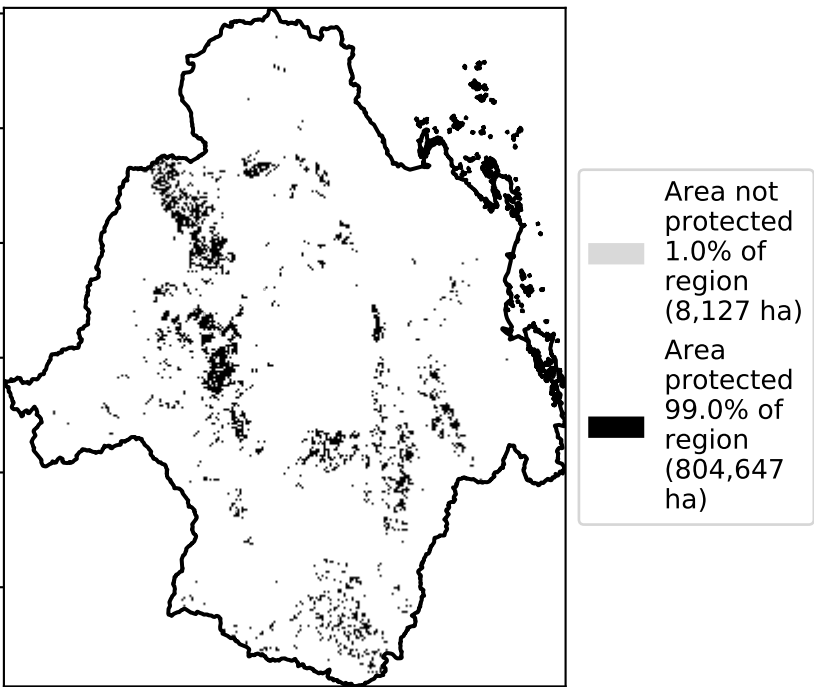 Area not
protected
1.0% of
region
(8,127 ha)
Area
protected
99.0% of
region
(804,647
ha)